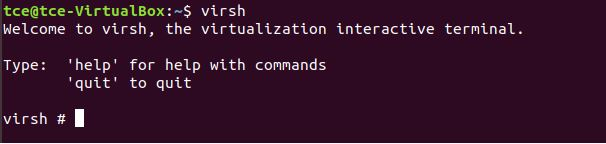 tce@tce-VirtualBox:~$ virsh
Welcome to virsh, the virtualization interactive terminal.
Type:  'help' for help with commands
       'quit' to quit
virsh #